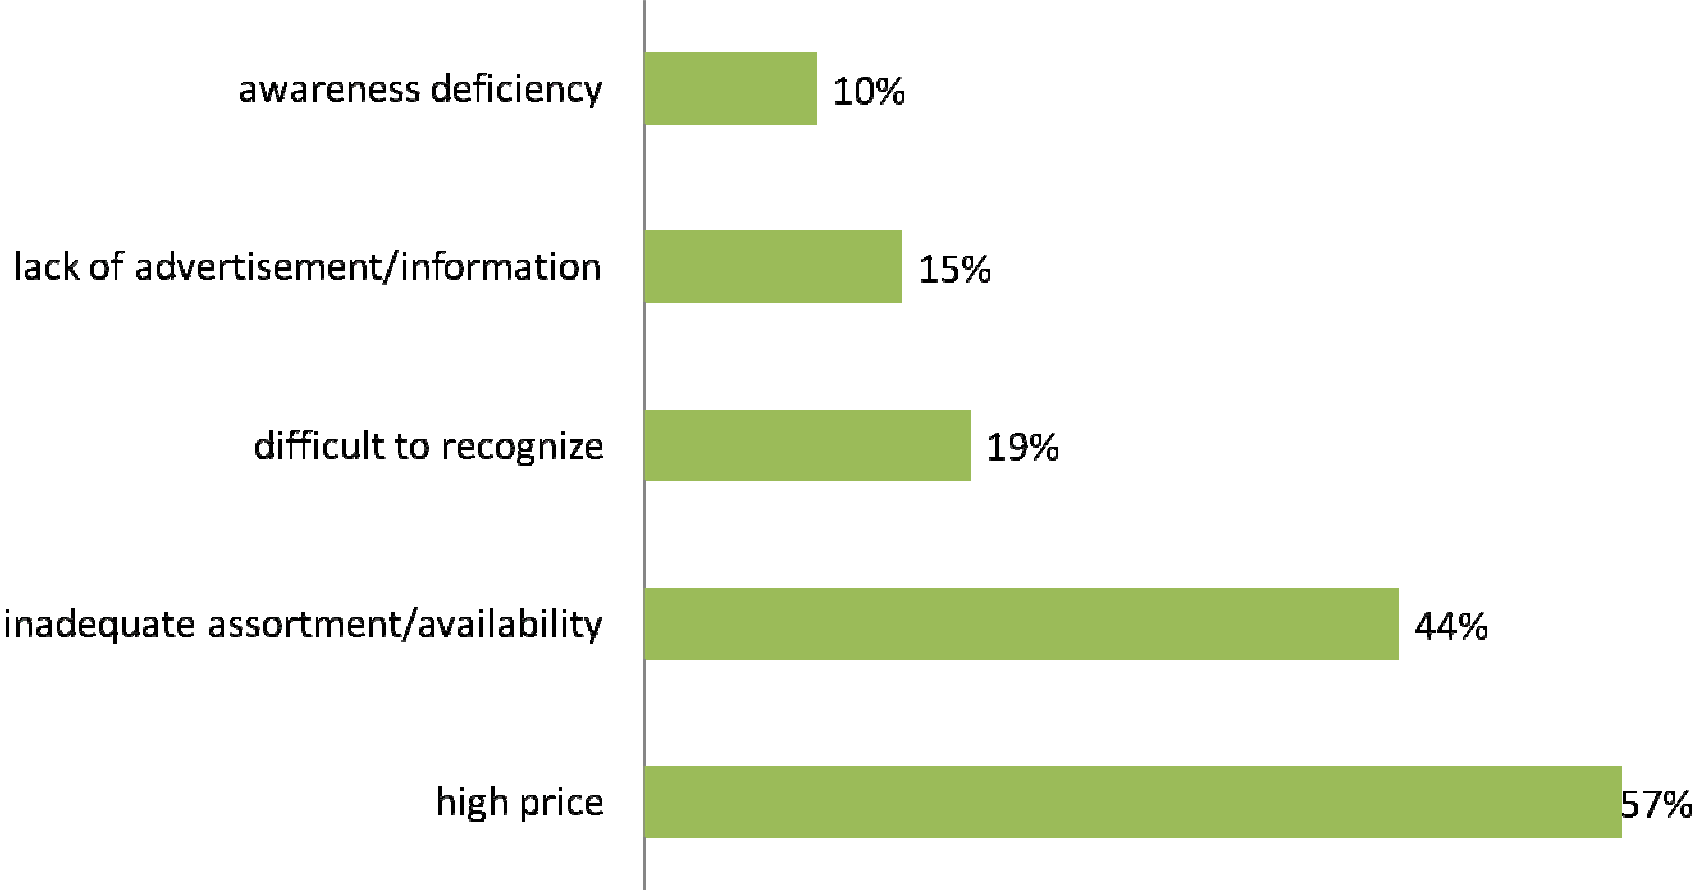 awareness deficiency 10%
lack of advertisement/information 15%
difficult to recognize 19%
inadequate assortment/availability 44%
high price 57%